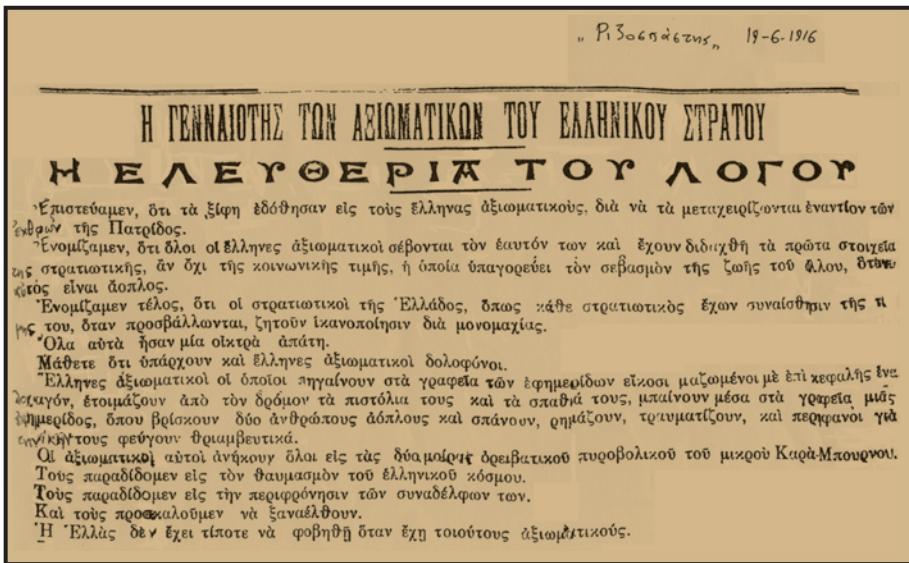 „ Ριζοσπάστης „ 19-6-1916
Η ΓΕΝΝΑΙΟΤΗΣ ΤΩΝ ΑΞΙΩΜΑΤΙΚΩΝ ΤΟΥ ΕΛΛΗΝΙΚΟΥ ΣΤΡΑΤΟΥ
Η ΕΛΕΥΘΕΡΙΑ ΤΟΥ ΛΟΓΟΥ
Ἐπιστεύαμεν, ὅτι τὰ ξίφη ἐδόθησαν εἰς τοὺς ἕλληνας ἀξιωματικούς, διὰ νὰ τὰ μεταχειρίζωνται ἐναντίον τῶν
ἐχθρῶν τῆς Πατρίδος.
Ἐνομίζαμεν, ὅτι ὅλοι οἱ ἕλληνες ἀξιωματικοὶ σέβονται τὸν ἑαυτόν των καὶ ἔχουν διδαχθῆ τὰ πρῶτα στοιχεῖα
τῆς στρατιωτικῆς, ἂν ὄχι τῆς κοινωνικῆς τιμῆς, ἡ ὁποία ὑπαγορεύει τὸν σεβασμὸν τῆς ζωῆς τοῦ ἄλλου, ὅταν
αὐτὸς εἶναι ἄοπλος.
Ἐνομίζαμεν τέλος, ὅτι οἱ στρατιωτικοὶ τῆς Ἑλλάδος, ὅπως κάθε στρατιωτικὸς ἔχων συναίσθησιν τῆς τι
μῆς του, ὅταν προσβάλλωνται, ζητοῦν ἱκανοποίησιν διὰ μονομαχίας.
Ὅλα αὐτὰ ἦσαν μία οἰκτρὰ ἀπάτη.
Μάθετε ὅτι ὑπάρχουν καὶ ἕλληνες ἀξιωματικοὶ δολοφόνοι.
Ἕλληνες ἀξιωματικοὶ οἱ ὁποῖοι πηγαίνουν στὰ γραφεῖα τῶν ἐφημερίδων εἴκοσι μαζωμένοι μὲ ἐπὶ κεφαλῆς ἕνα
λοχαγόν, ἑτοιμάζουν ἀπὸ τὸν δρόμον τὰ πιστόλια τους καὶ τὰ σπαθιά τους, μπαίνουν μέσα στὰ γραφεῖα μιᾶς
ἐφημερίδος, ὅπου βρίσκουν δύο ἀνθρώπους ἀόπλους καὶ σπάνουν, ρημάζουν, τραυματίζουν, καὶ περιφανοι γιὰ
τὴν νίκην τους φεύγουν θριαμβευτικά.
Οἱ ἀξιωματικοὶ αὐτοὶ ἀνήκουν ὅλοι εἰς τὰς δύο μοίρας ὀρειβατικοῦ πυροβολικοῦ τοῦ μικροῦ Καρὰ-Μπουρνου.
Τοὺς παραδίδομεν εἰς τὸν θαυμασμὸν τοῦ ἑλληνικοῦ κόσμου.
Τοὺς παραδίδομεν εἰς τὴν περιφρόνησιν τῶν συναδέλφων των.
Καὶ τοὺς προσκαλοῦμεν νὰ ξαναέλθουν.
Ἡ Ἑλλὰς δὲν ἔχει τίποτε νὰ φοβηθῇ ὅταν ἔχῃ τοιούτους ἀξιωματικούς.